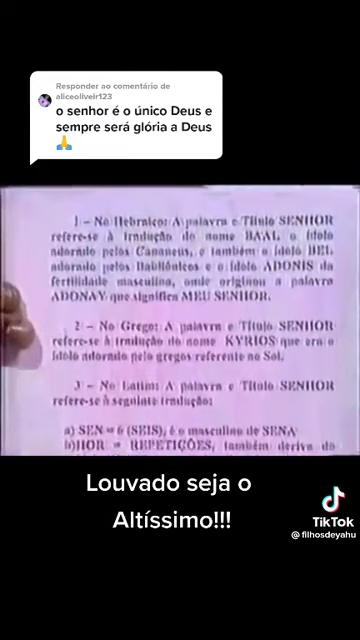 Responder ao comentário de
aliceoliveir123
o senhor é o único Deus e
sempre será glória a Deus
🙏
1 – No Hebraico: A palavra e Título SENHOR
refere-se à tradução do nome BAAL, o ídolo
adorado pelos Cananeus, e também o ídolo BEL
adorado pelos Babilônicos e o ídolo ADONIS da
fertilidade masculina, onde originou a palavra
ADONAY que significa MEU SENHOR.
2 – No Grego: A palavra e Título SENHOR
refere-se à tradução do nome KYRIOS que era o
ídolo adorado pelo gregos referente ao Sol.
3 – No Latim: A palavra e Título SENHOR
refere-se à seguinte tradução:
a) SEN = 6 (SEIS), é o masculino de SENA
b)HOR = REPETIÇÕES, também deriva do
Louvado seja o
Altíssimo!!!
TikTok
@filhosdeyahu